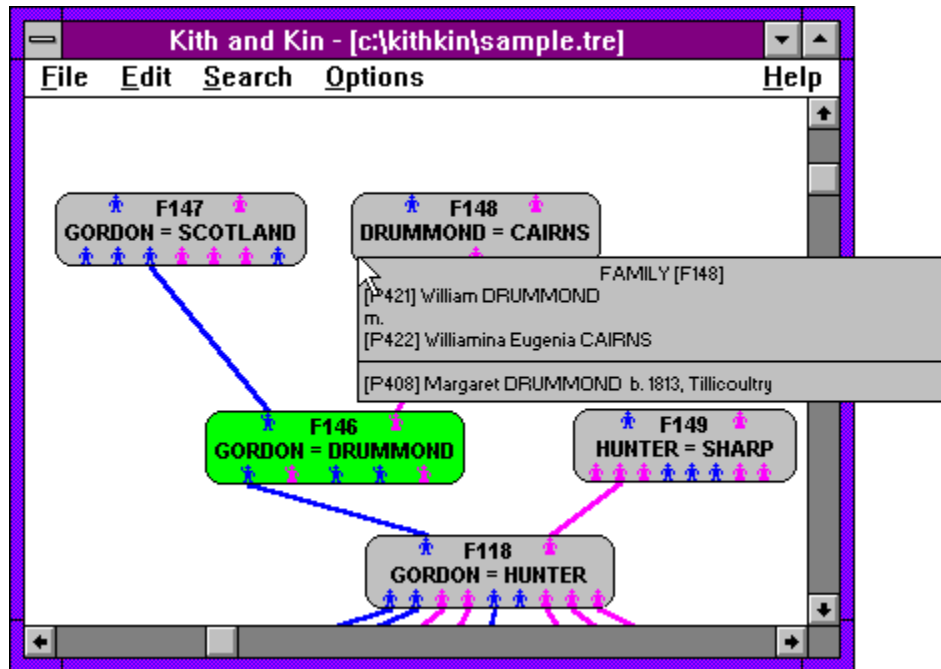 Kith and Kin - [c:\kithkin\sample.tre]
File Edit Search Options Help
F147
GORDON = SCOTLAND
F148
DRUMMOND = CAIRNS
FAMILY [F148]
[P421] William DRUMMOND
m.
[P422] Williamina Eugenia CAIRNS
[P408] Margaret DRUMMOND b. 1813, Tillicoultry
F146
GORDON = DRUMMOND
F149
HUNTER = SHARP
F118
GORDON = HUNTER